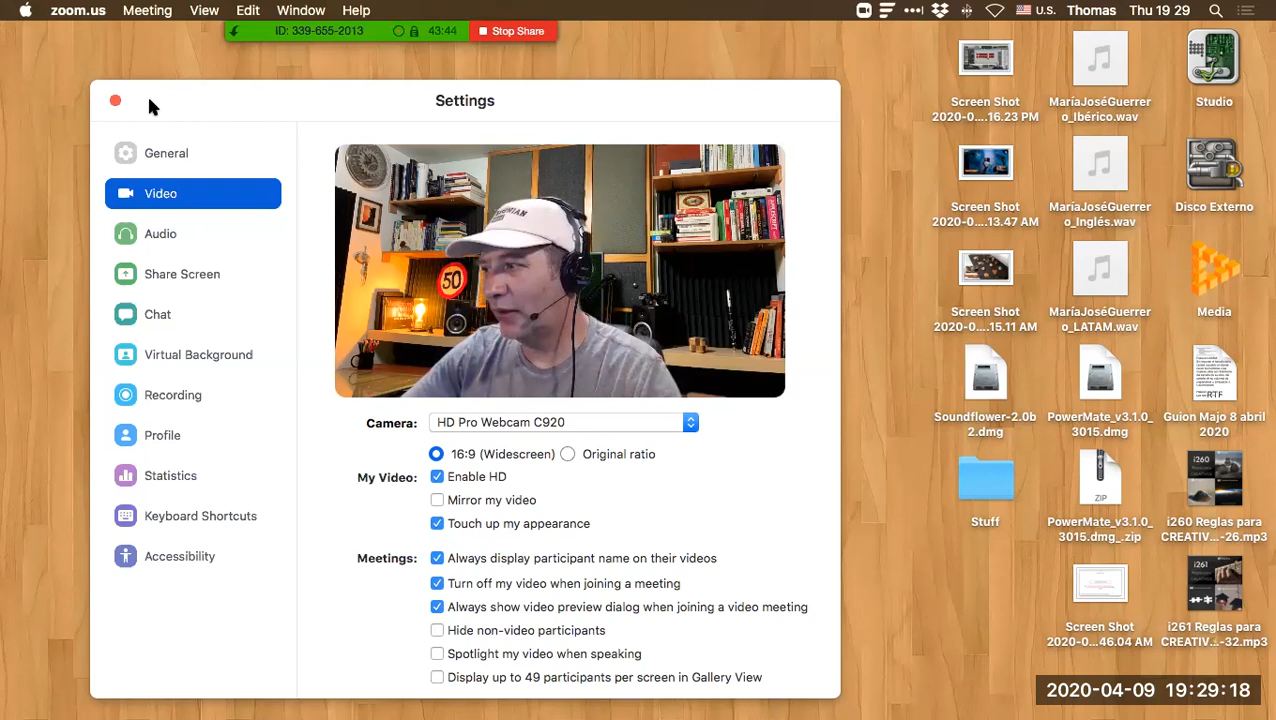 zoom.us Meeting View Edit Window Help
U.S. Thomas Thu 19 29
ID: 339-655-2013 43:44 Stop Share
Settings
General
Video
Audio
Share Screen
Chat
Virtual Background
Recording
Profile
Statistics
Keyboard Shortcuts
Accessibility
50
Camera: HD Pro Webcam C920
16:9 (Widescreen) Original ratio
My Video: Enable HD
Mirror my video
Touch up my appearance
Meetings: Always display participant name on their videos
Turn off my video when joining a meeting
Always show video preview dialog when joining a video meeting
Hide non-video participants
Spotlight my video when speaking
Display up to 49 participants per screen in Gallery View
Screen Shot
2020-0....16.23 PM
MaríaJoséGuerrer
o_Ibérico.wav
Studio
Screen Shot
2020-0....13.47 AM
MaríaJoséGuerrer
o_Inglés.wav
Disco Externo
Screen Shot
2020-0....15.11 AM
MaríaJoséGuerrer
o_LATAM.wav
Media
Soundflower-2.0b
2.dmg
PowerMate_v3.1.0_
3015.dmg
RTF
Guion Majo 8 abril
2020
Stuff
ZIP
PowerMate_v3.1.0_
3015.dmg_.zip
i260
i260 Reglas para
CREATIV...-26.mp3
Screen Shot
2020-0....46.04 AM
i261
i261 Reglas para
CREATIV...-32.mp3
2020-04-09 19:29:18